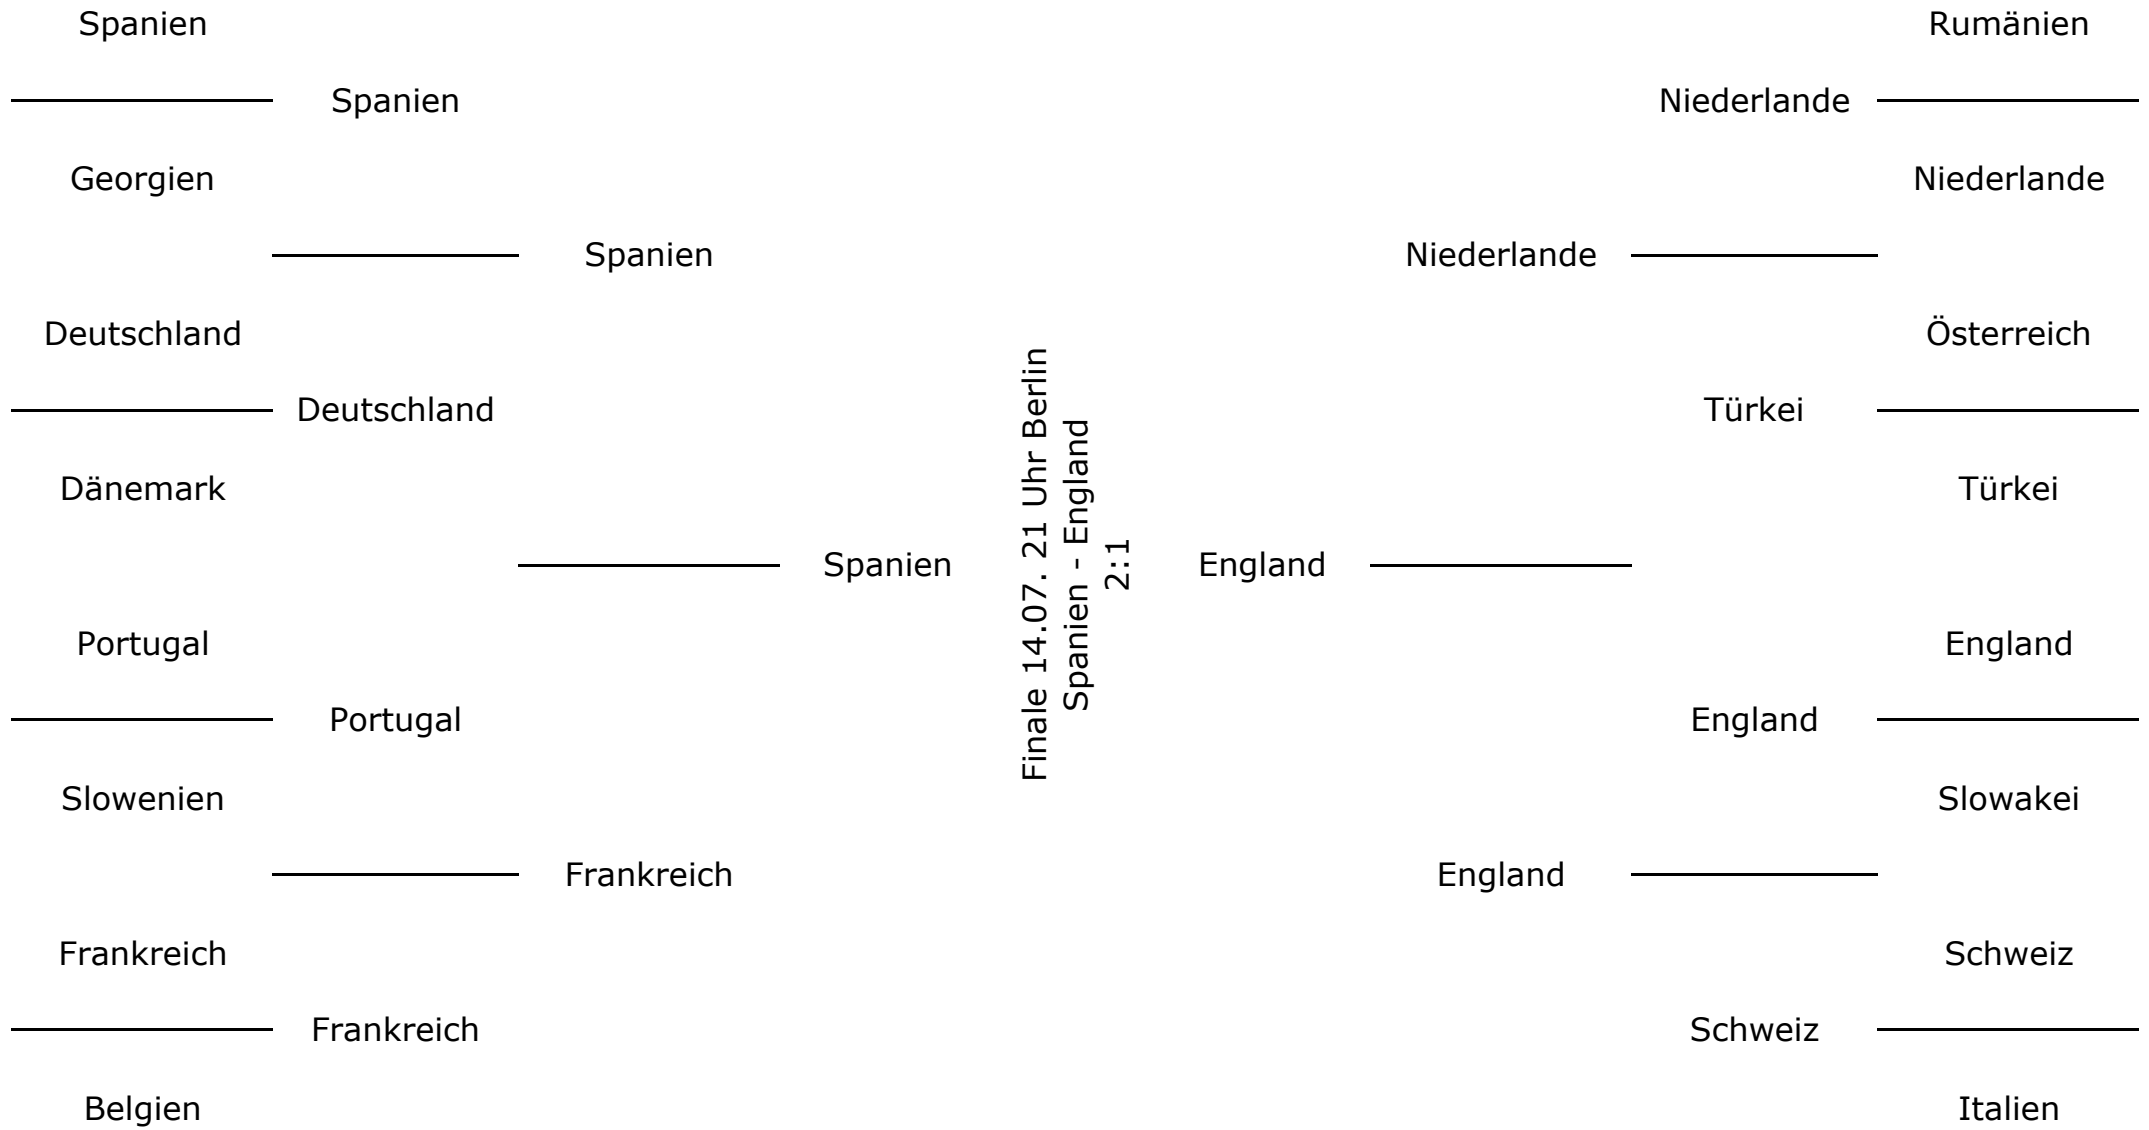 Spanien
Spanien
Georgien
Spanien
Deutschland
Deutschland
Dänemark
Spanien
Portugal
Portugal
Slowenien
Frankreich
Frankreich
Frankreich
Belgien
Finale 14.07. 21 Uhr Berlin
Spanien - England
2:1
Rumänien
Niederlande
Niederlande
Niederlande
Österreich
Türkei
Türkei
England
England
England
Slowakei
England
Schweiz
Schweiz
Italien